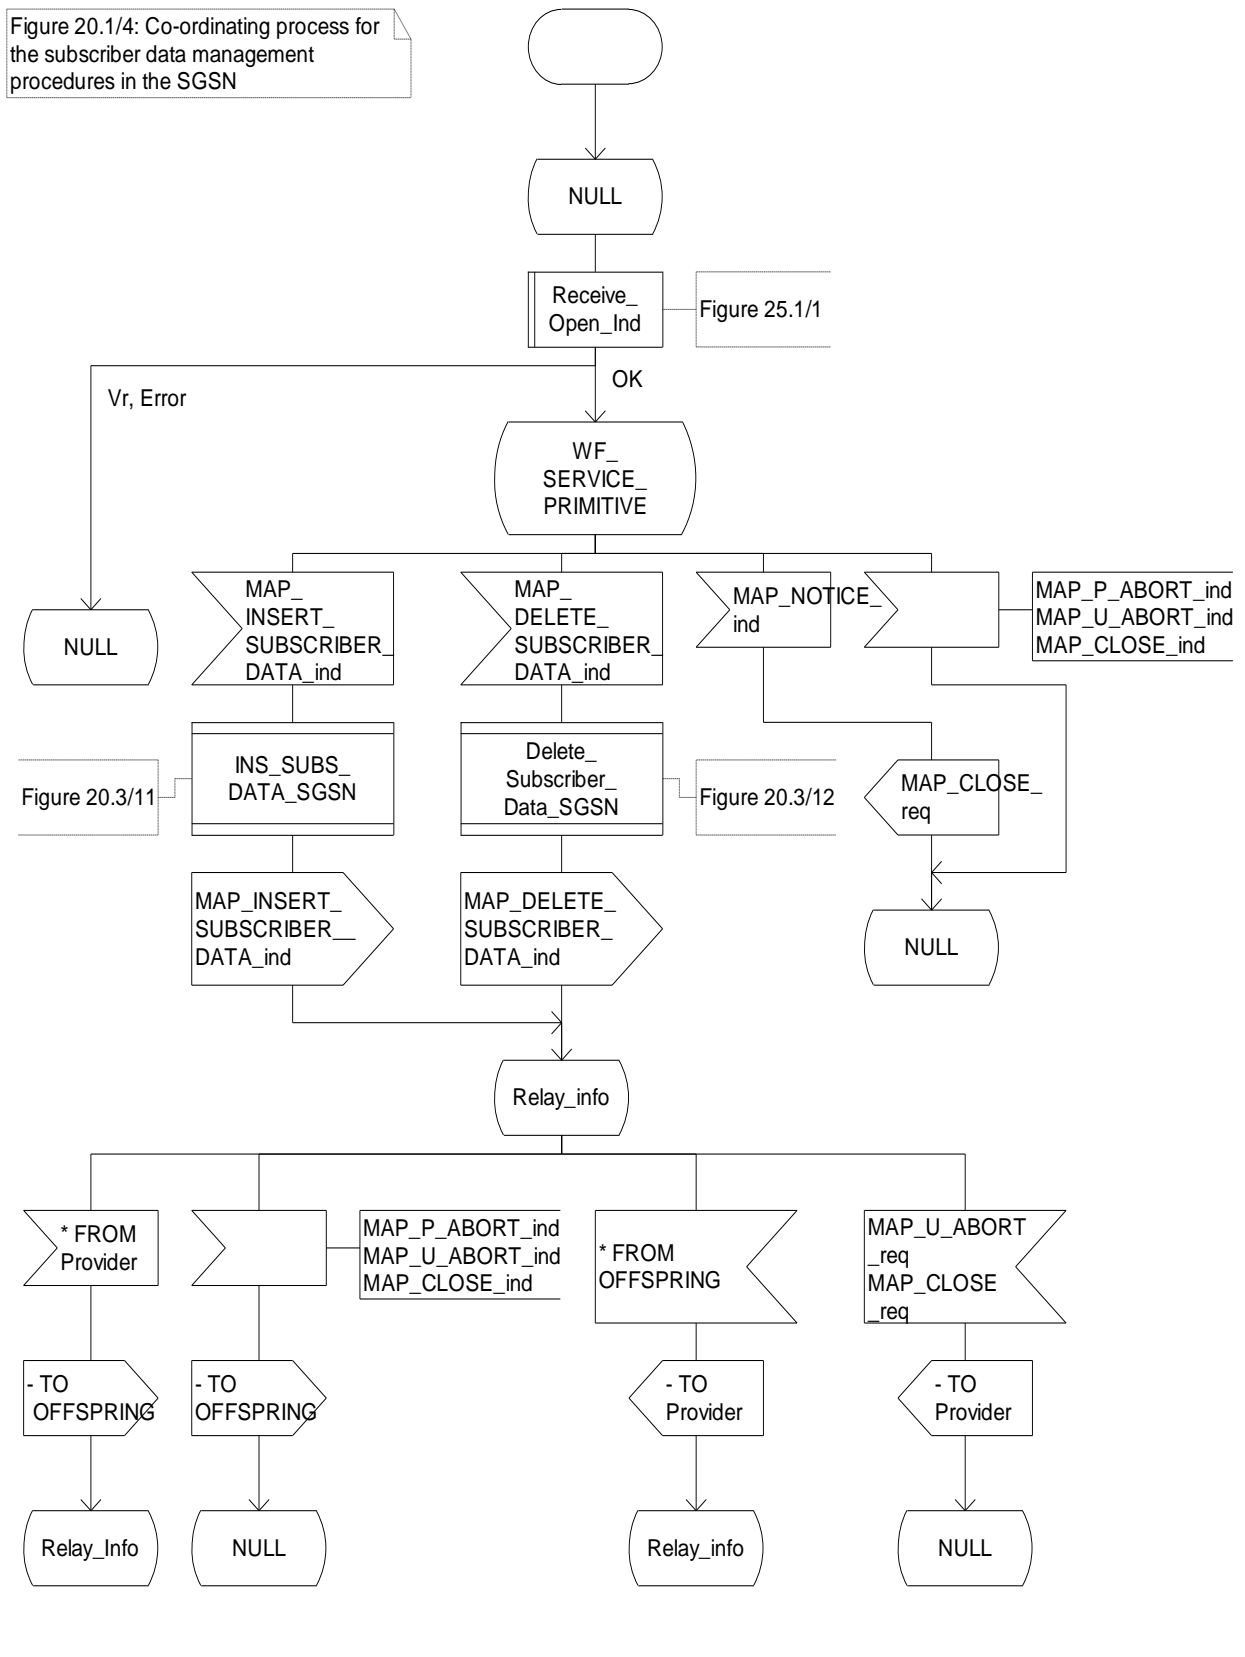 Figure 20.1/4: Co-ordinating process for
the subscriber data management
procedures in the SGSN
NULL
Receive_
Open_Ind
Figure 25.1/1
OK
Vr, Error
WF_
SERVICE_
PRIMITIVE
MAP_
INSERT_
SUBSCRIBER_
DATA_ind
MAP_
DELETE_
SUBSCRIBER_
DATA_ind
MAP_NOTICE_
ind
MAP_P_ABORT_ind
MAP_U_ABORT_ind
MAP_CLOSE_ind
NULL
Figure 20.3/11
INS_SUBS_
DATA_SGSN
Delete_
Subscriber_
Data_SGSN
Figure 20.3/12
MAP_CLOSE_
req
MAP_INSERT_
SUBSCRIBER__
DATA_ind
MAP_DELETE_
SUBSCRIBER_
DATA_ind
NULL
Relay_info
* FROM
Provider
MAP_P_ABORT_ind
MAP_U_ABORT_ind
MAP_CLOSE_ind
* FROM
OFFSPRING
MAP_U_ABORT
_req
MAP_CLOSE
_req
- TO
OFFSPRING
- TO
OFFSPRING
- TO
Provider
- TO
Provider
Relay_Info
NULL
Relay_info
NULL